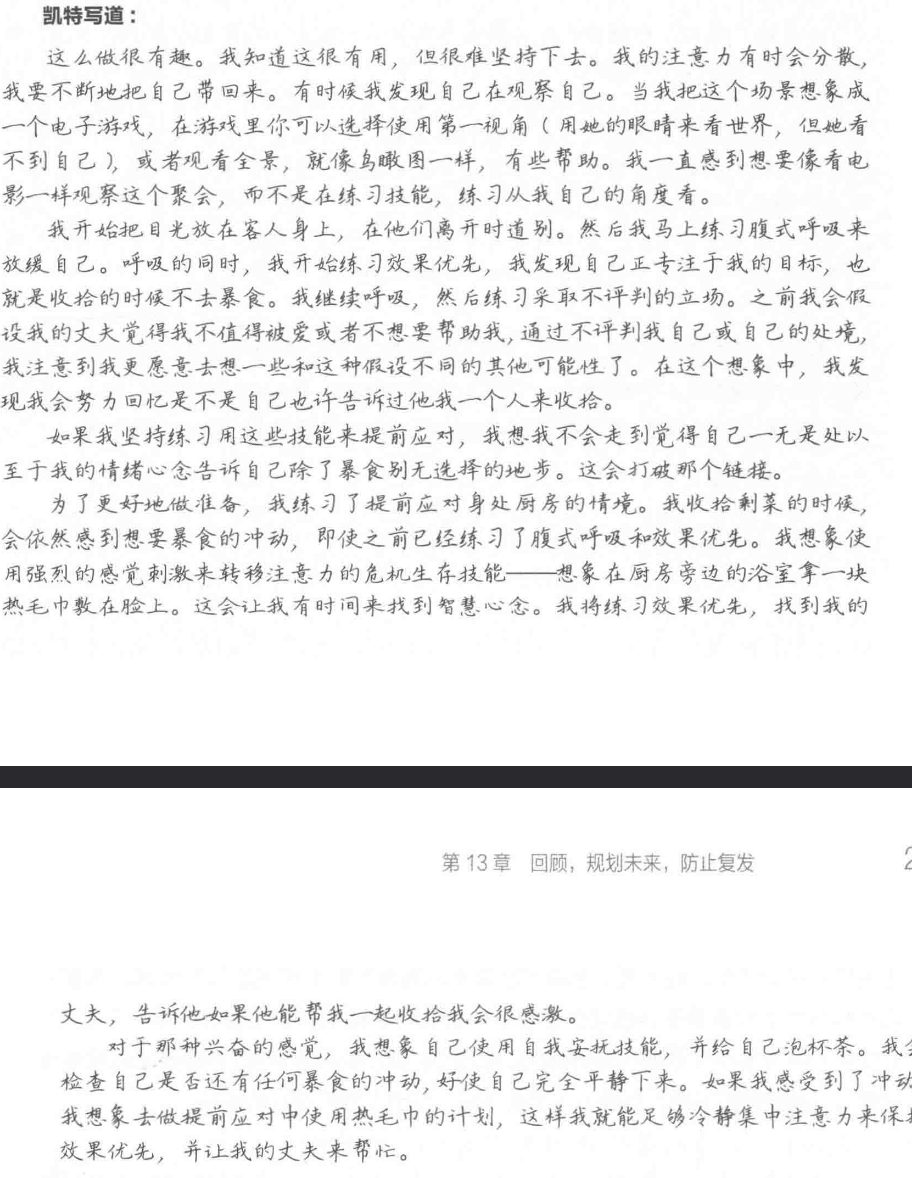 凯特写道：
这么做很有趣。我知道这很有用，但很难坚持下去。我的注意力有时会分散，
我要不断地把自己带回来。有时候我发现自己在观察自己。当我把这个场景想象成
一个电子游戏，在游戏里你可以选择使用第一视角（用她的眼睛来看世界，但她看
不到自己），或者观看全景，就像鸟瞰图一样，有些帮助。我一直感到想要像看电
影一样观察这个聚会，而不是在练习技能，练习从我自己的角度看。
我开始把目光放在客人身上，在他们离开时道别。然后我马上练习腹式呼吸来
放缓自己。呼吸的同时，我开始练习效果优先，我发现自己正专注于我的目标，也
就是收拾的时候不去暴食。我继续呼吸，然后练习采取不评判的立场。之前我会假
设我的丈夫觉得我不值得被爱或者不想要帮助我，通过不评判我自己或自己的处境，
我注意到我更愿意去想一些和这种假设不同的其他可能性了。在这个想象中，我发
现我会努力回忆是不是自己也许告诉过他我一个人来收拾。
如果我坚持练习用这些技能来提前应对，我想我不会走到觉得自己一无是处以
至于我的情绪心念告诉自己除了暴食别无选择的地步。这会打破那个链接。
为了更好地做准备，我练习了提前应对身处厨房的情境。我收拾剩菜的时候，
会依然感到想要暴食的冲动，即使之前已经练习了腹式呼吸和效果优先。我想象使
用强烈的感觉刺激来转移注意力的危机生存技能——想象在厨房旁边的浴室拿一块
热毛巾敷在脸上。这会让我有时间来找到智慧心念。我将练习效果优先，找到我的
第 13 章 回顾，规划未来，防止复发 2
丈夫，告诉他如果他能帮我一起收拾我会很感激。
对于那种兴奋的感觉，我想象自己使用自我安抚技能，并给自己泡杯茶。我会
检查自己是否还有任何暴食的冲动，好使自己完全平静下来。如果我感受到了冲动
我想象去做提前应对中使用热毛巾的计划，这样我就能足够冷静集中注意力来保持
效果优先，并让我的丈夫来帮忙。